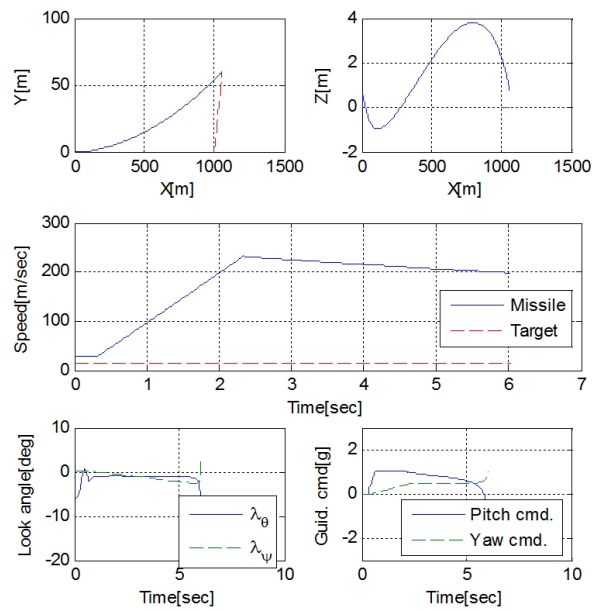 100
50
0
0 500 1000 1500
Y[m]
X[m]
4
2
0
-2
0 500 1000 1500
Z[m]
X[m]
300
200
100
0
0 1 2 3 4 5 6 7
Speed[m/sec]
Time[sec]
Missile
Target
10
0
-10
-20
0 5 10
Look angle[deg]
Time[sec]
λθ
λψ
2
0
-2
0 5 10
Guid. cmd[g]
Time[sec]
Pitch cmd.
Yaw cmd.